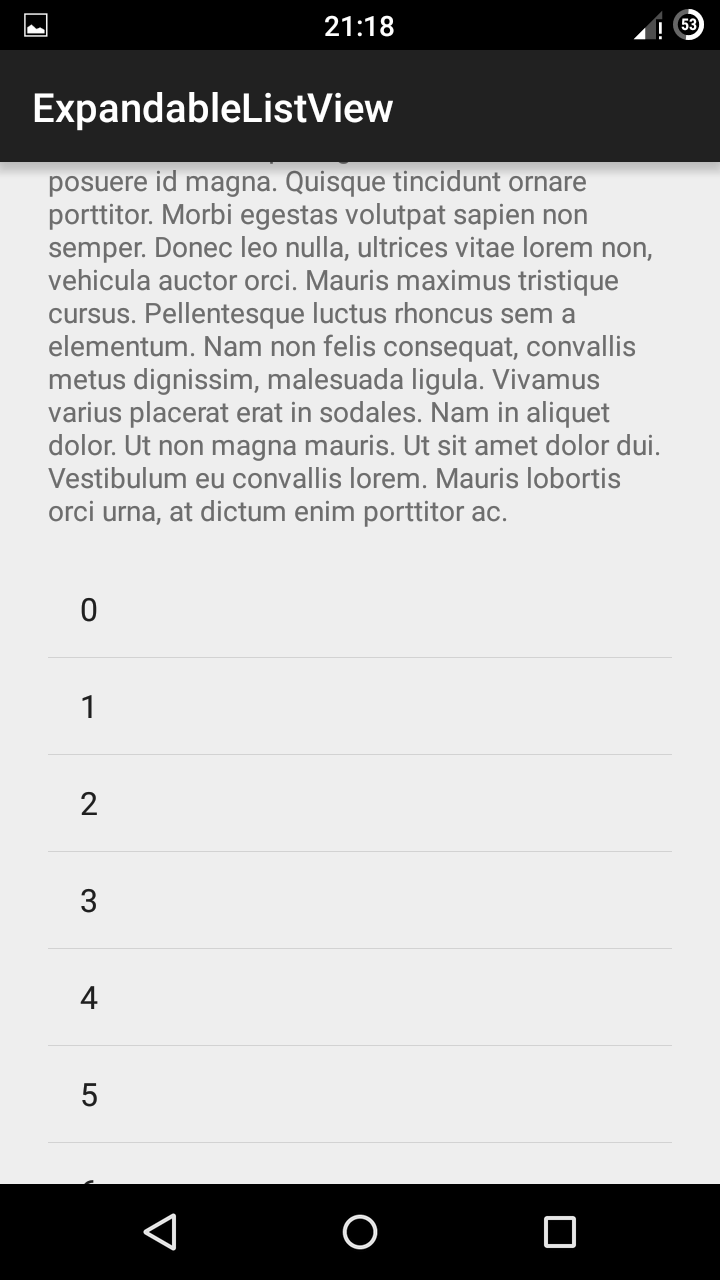 21:18
53
ExpandableListView
posuere id magna. Quisque tincidunt ornare
porttitor. Morbi egestas volutpat sapien non
semper. Donec leo nulla, ultrices vitae lorem non,
vehicula auctor orci. Mauris maximus tristique
cursus. Pellentesque luctus rhoncus sem a
elementum. Nam non felis consequat, convallis
metus dignissim, malesuada ligula. Vivamus
varius placerat erat in sodales. Nam in aliquet
dolor. Ut non magna mauris. Ut sit amet dolor dui.
Vestibulum eu convallis lorem. Mauris lobortis
orci urna, at dictum enim porttitor ac.
0
1
2
3
4
5